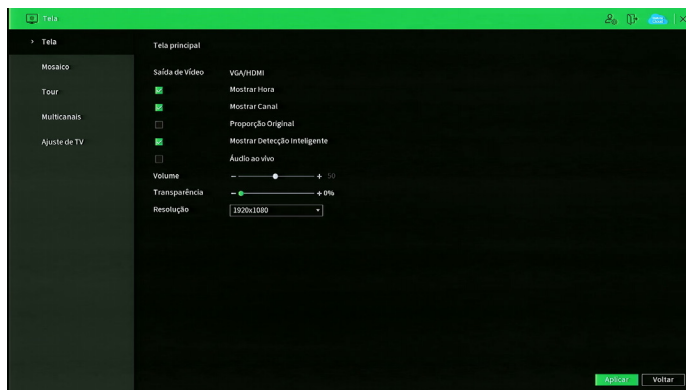 Tela
Tela
Mosaico
Tour
Multicanais
Ajuste de TV
Tela principal
Saída de Vídeo VGA/HDMI
Mostrar Hora
Mostrar Canal
Proporção Original
Mostrar Detecção Inteligente
Áudio ao vivo
Volume - + 50
Transparência - + 0%
Resolução 1920x1080
Aplicar Voltar